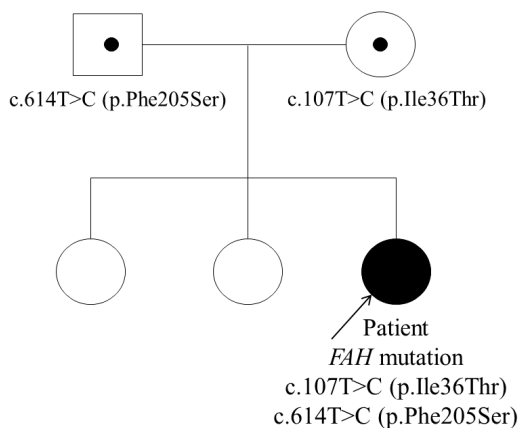 c.614T>C (p.Phe205Ser)
c.107T>C (p.Ile36Thr)
Patient
FAH mutation
c.107T>C (p.Ile36Thr)
c.614T>C (p.Phe205Ser)